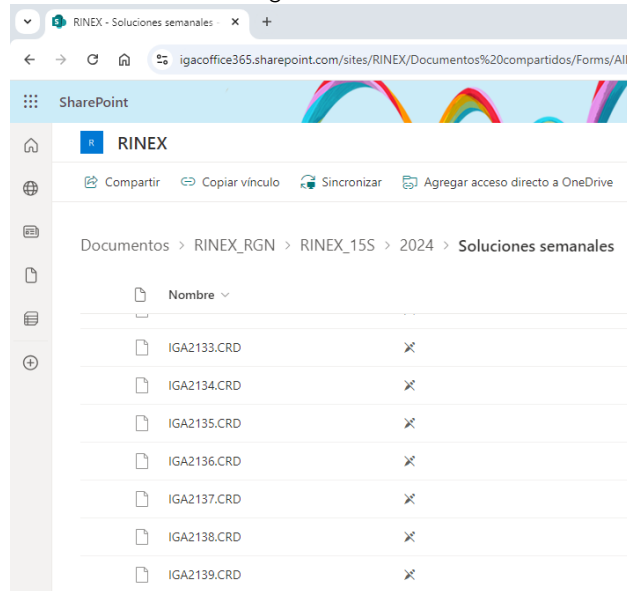 RINEX - Soluciones semanales -
igacoffice365.sharepoint.com/sites/RINEX/Documentos%20compartidos/Forms/All
SharePoint
R RINEX
Compartir Copiar vínculo Sincronizar Agregar acceso directo a OneDrive
Documentos > RINEX_RGN > RINEX_15S > 2024 > Soluciones semanales
Nombre
IGA2133.CRD
IGA2134.CRD
IGA2135.CRD
IGA2136.CRD
IGA2137.CRD
IGA2138.CRD
IGA2139.CRD